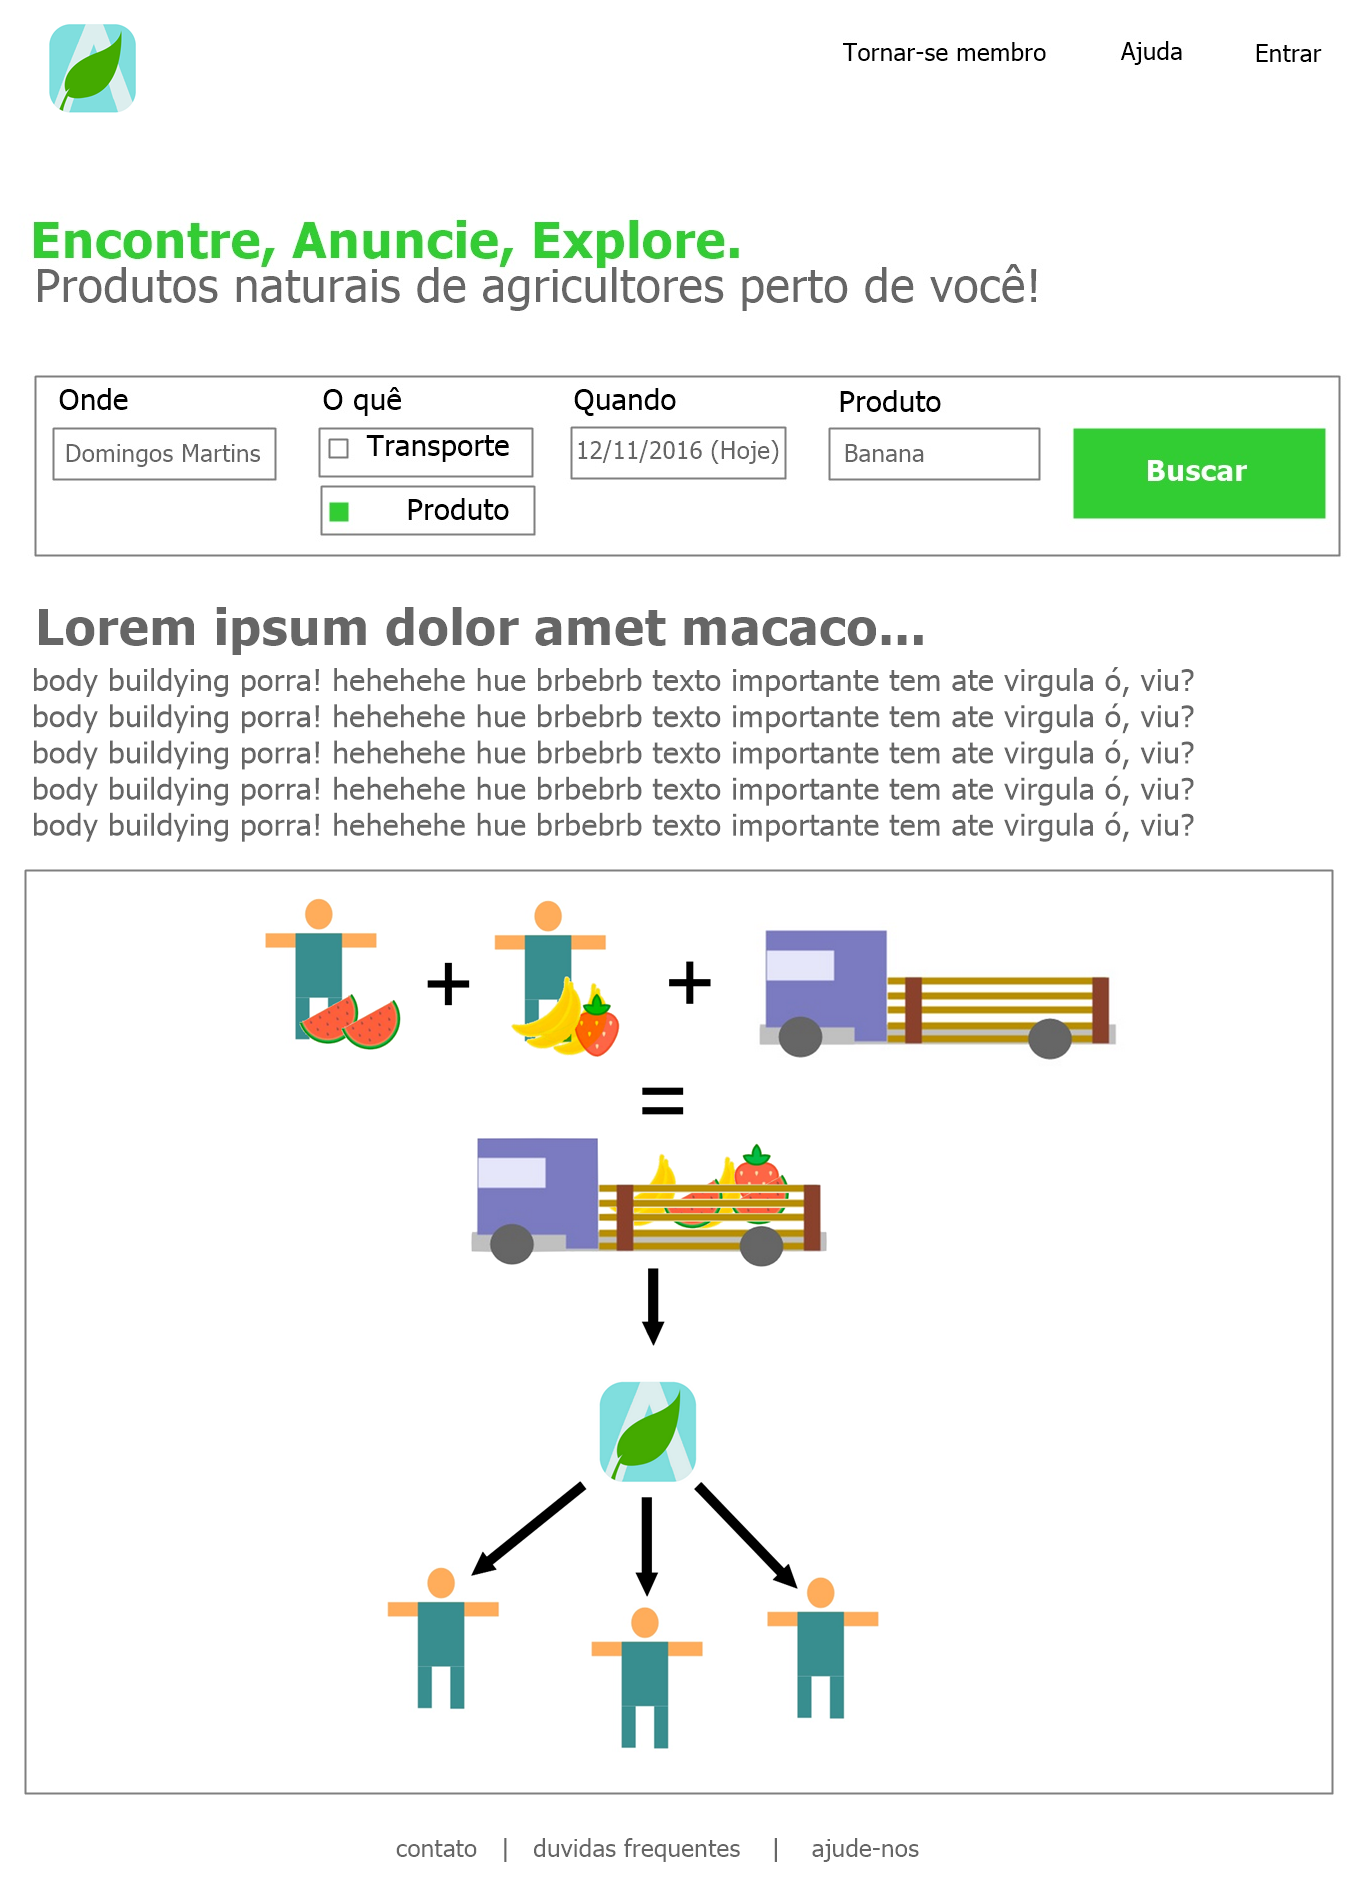 Tornar-se membro Ajuda Entrar
Encontre, Anuncie, Explore.
Produtos naturais de agricultores perto de você!
Onde O quê Quando Produto
Domingos Martins Transporte 12/11/2016 (Hoje) Banana Buscar
Produto
Lorem ipsum dolor amet macaco...
body buildying porra! hehehehe hue brbebrb texto importante tem ate virgula ó, viu?
body buildying porra! hehehehe hue brbebrb texto importante tem ate virgula ó, viu?
body buildying porra! hehehehe hue brbebrb texto importante tem ate virgula ó, viu?
body buildying porra! hehehehe hue brbebrb texto importante tem ate virgula ó, viu?
body buildying porra! hehehehe hue brbebrb texto importante tem ate virgula ó, viu?
+ +
=
contato | duvidas frequentes | ajude-nos